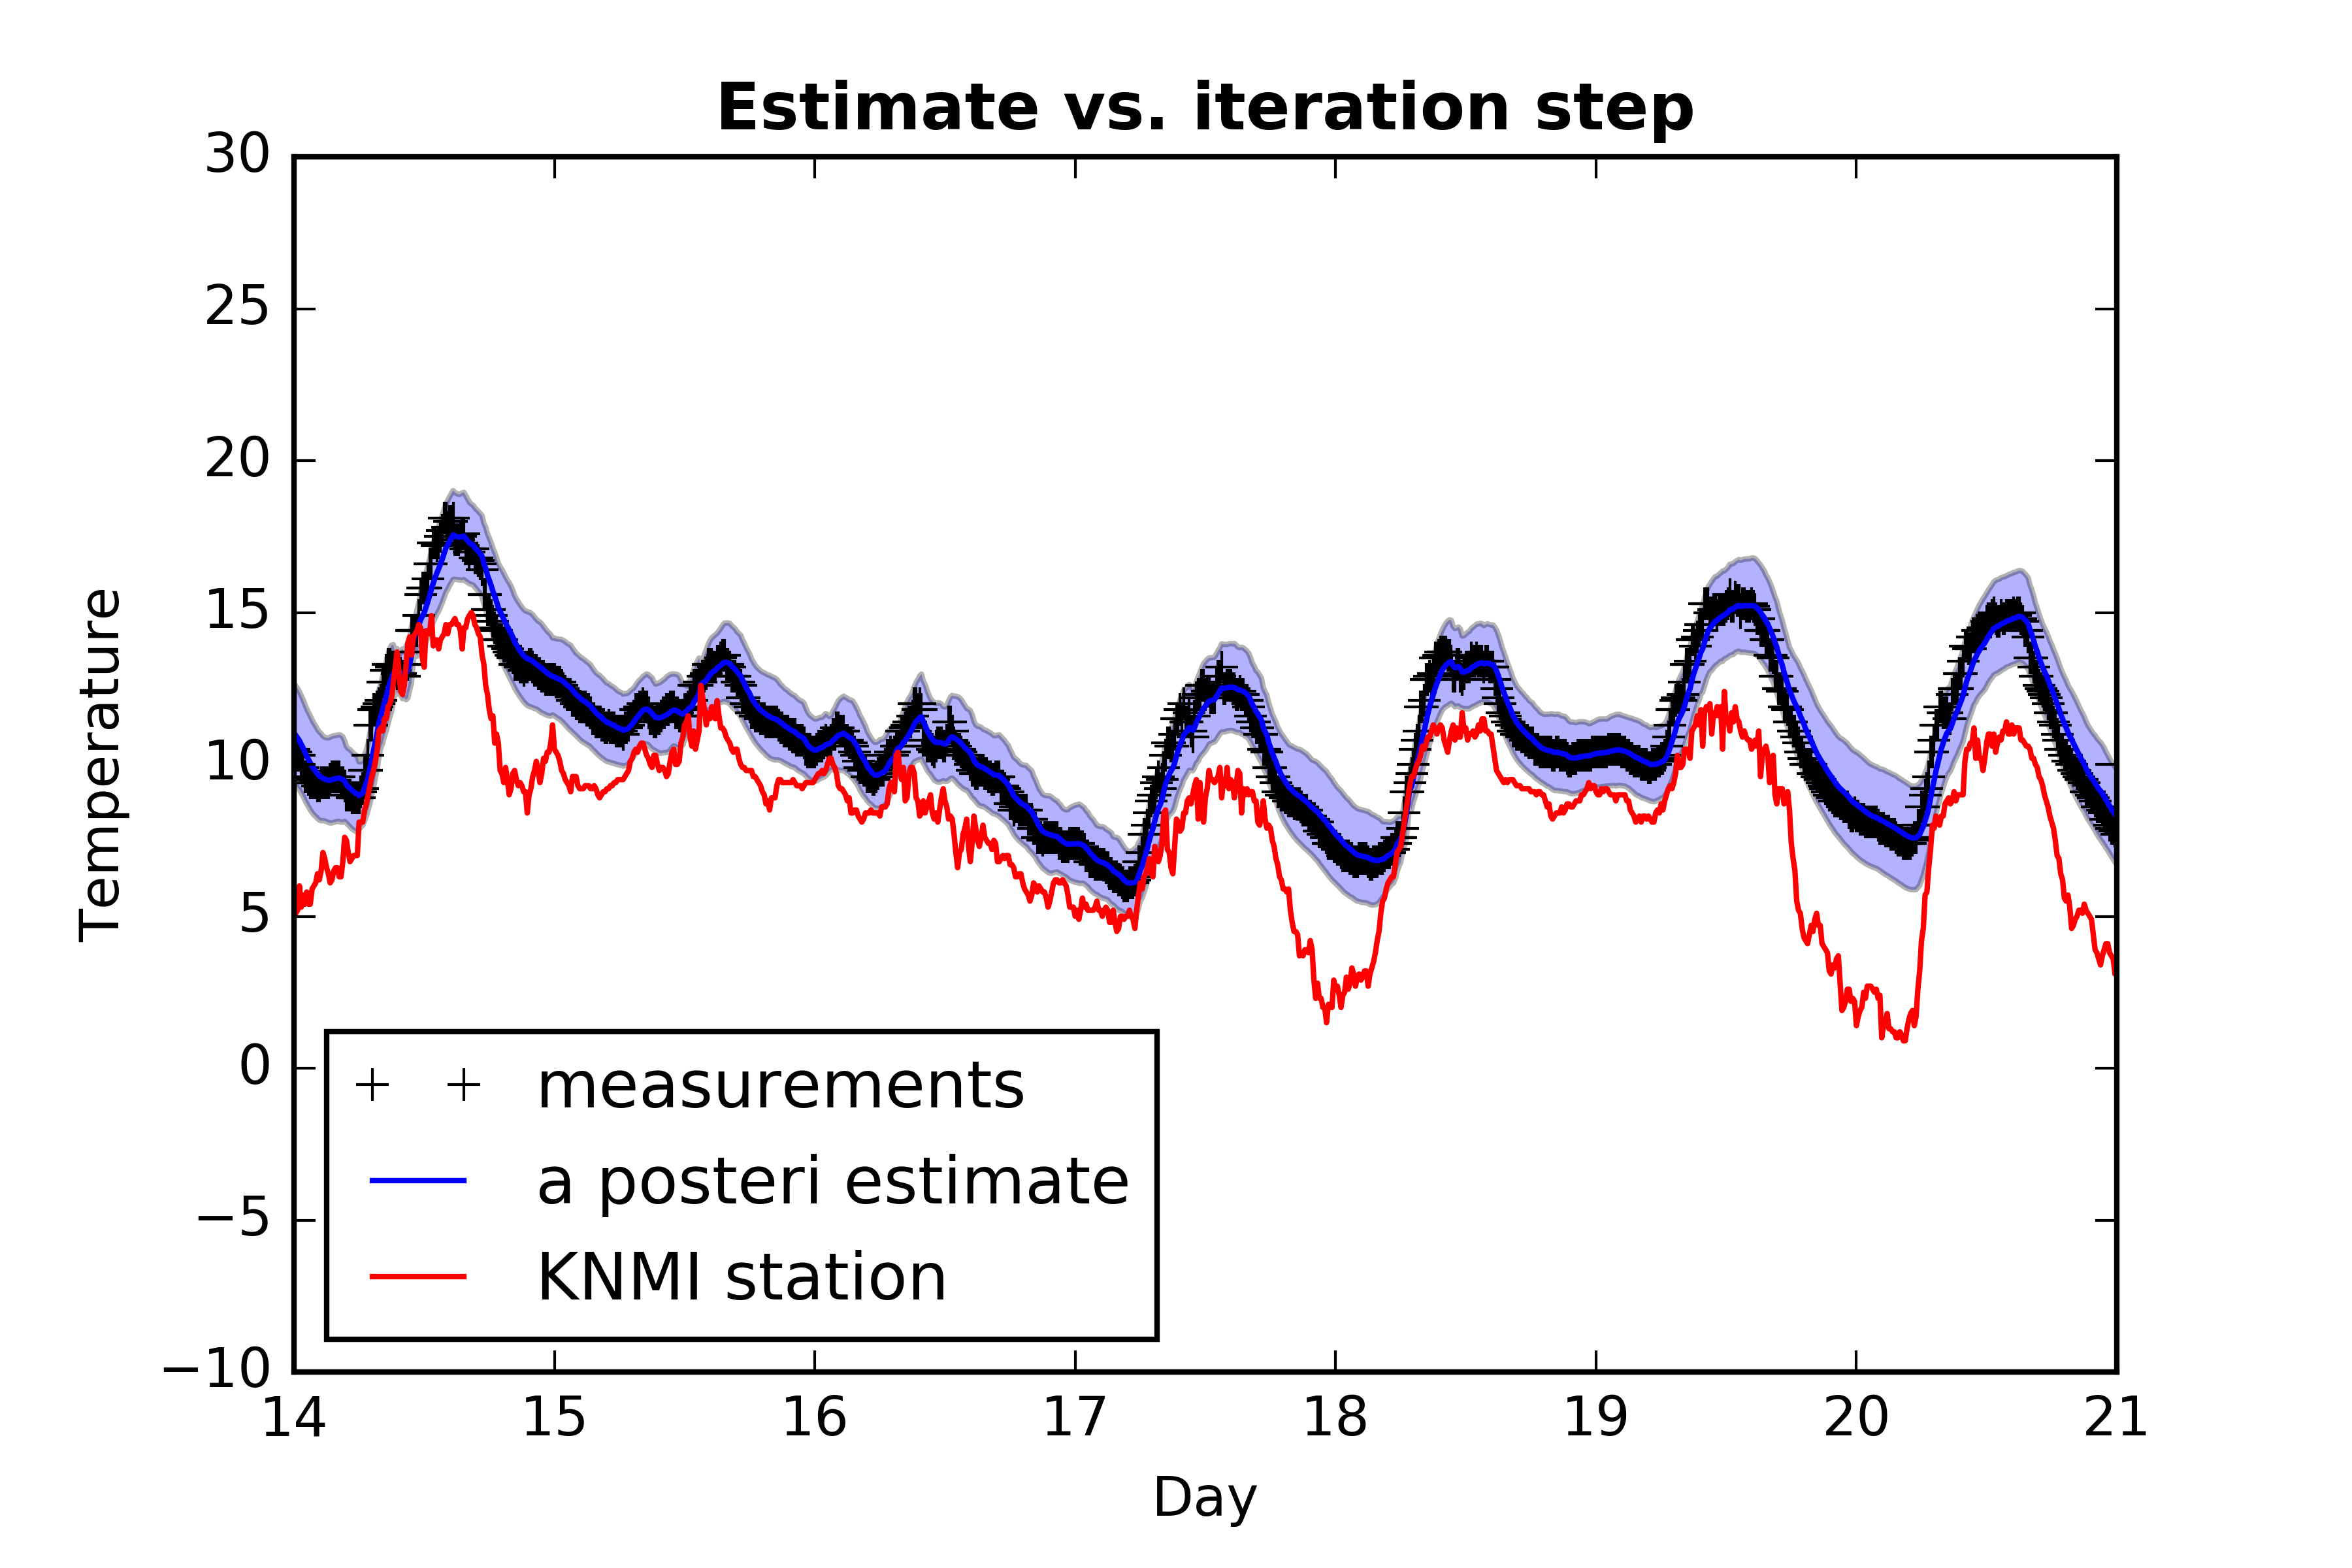 Estimate vs. iteration step
30
25
20
15
10
5
0
−5
−10
Temperature
measurements
a posteri estimate
KNMI station
14 15 16 17 18 19 20 21
Day